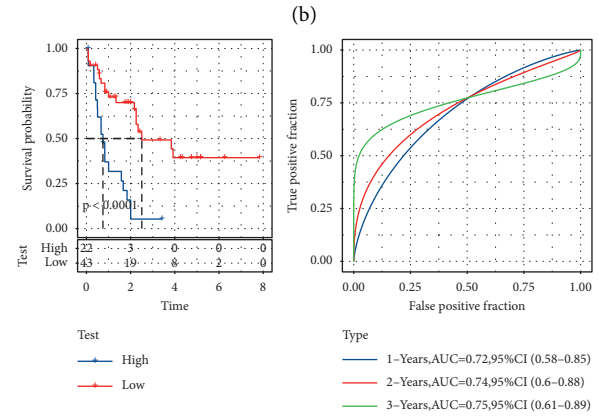 (b)
1.00
0.75
0.50
0.25
0.00
Survival probability
p < 0.0001
Test
High 3 0 0 0
Low 43 19 8 2 0
0 2 4 6 8
Time
Test
High
Low
1.00
0.75
0.50
0.25
0.00
True positive fraction
0.00 0.25 0.50 0.75 1.00
False positive fraction
Type
1–Years,AUC=0.72,95%CI (0.58–0.85)
2–Years,AUC=0.74,95%CI (0.6–0.88)
3–Years,AUC=0.75,95%CI (0.61–0.89)